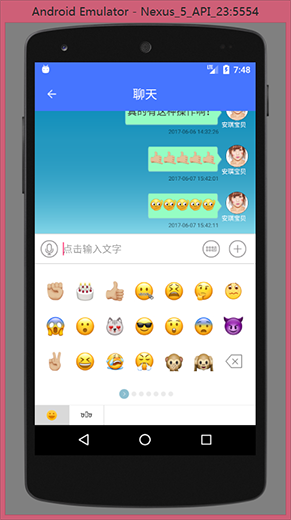 Android Emulator - Nexus_5_API_23:5554
7:48
聊天
真的有这种操作啊!
安琪宝贝
2017-06-06 14:32:26
安琪宝贝
2017-06-07 15:42:01
安琪宝贝
2017-06-07 15:42:11
点击输入文字